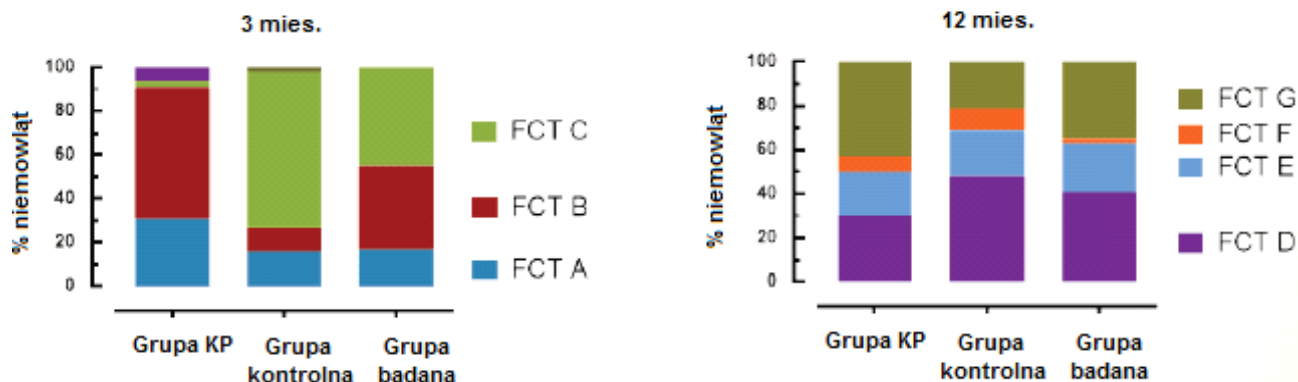 3 mies.
% niemowląt
100
80
60
40
20
0
Grupa KP
Grupa
kontrolna
Grupa
badana
FCT C
FCT B
FCT A
12 mies.
% niemowląt
100
80
60
40
20
0
Grupa KP
Grupa
kontrolna
Grupa
badana
FCT G
FCT F
FCT E
FCT D